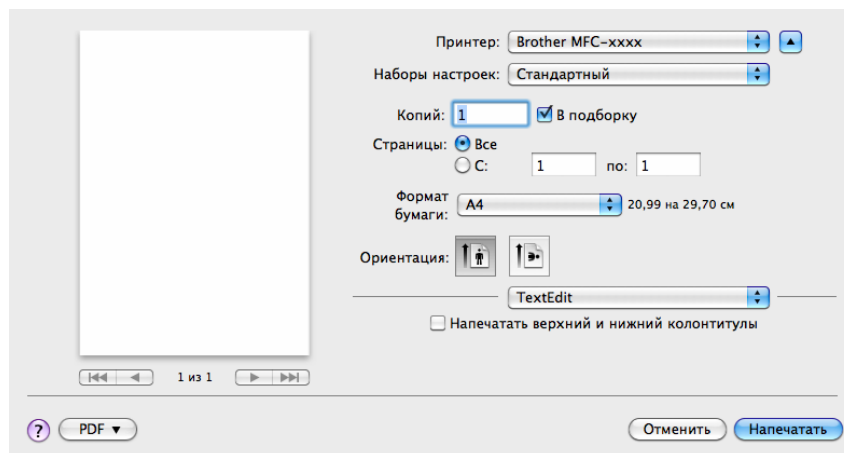 Принтер: Brother MFC-xxxx
Наборы настроек: Стандартный
Копий: 1 В подборку
Страницы: Все
С: 1 по: 1
Формат
бумаги: A4 20,99 на 29,70 см
Ориентация:
TextEdit
Напечатать верхний и нижний колонтитулы
1 из 1
? PDF ▼ Отменить Напечатать